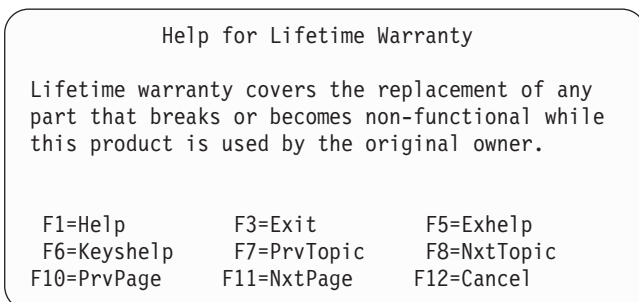 Help for Lifetime Warranty
Lifetime warranty covers the replacement of any
part that breaks or becomes non-functional while
this product is used by the original owner.
F1=Help F3=Exit F5=Exhelp
F6=Keyshelp F7=PrvTopic F8=NxtTopic
F10=PrvPage F11=NxtPage F12=Cancel